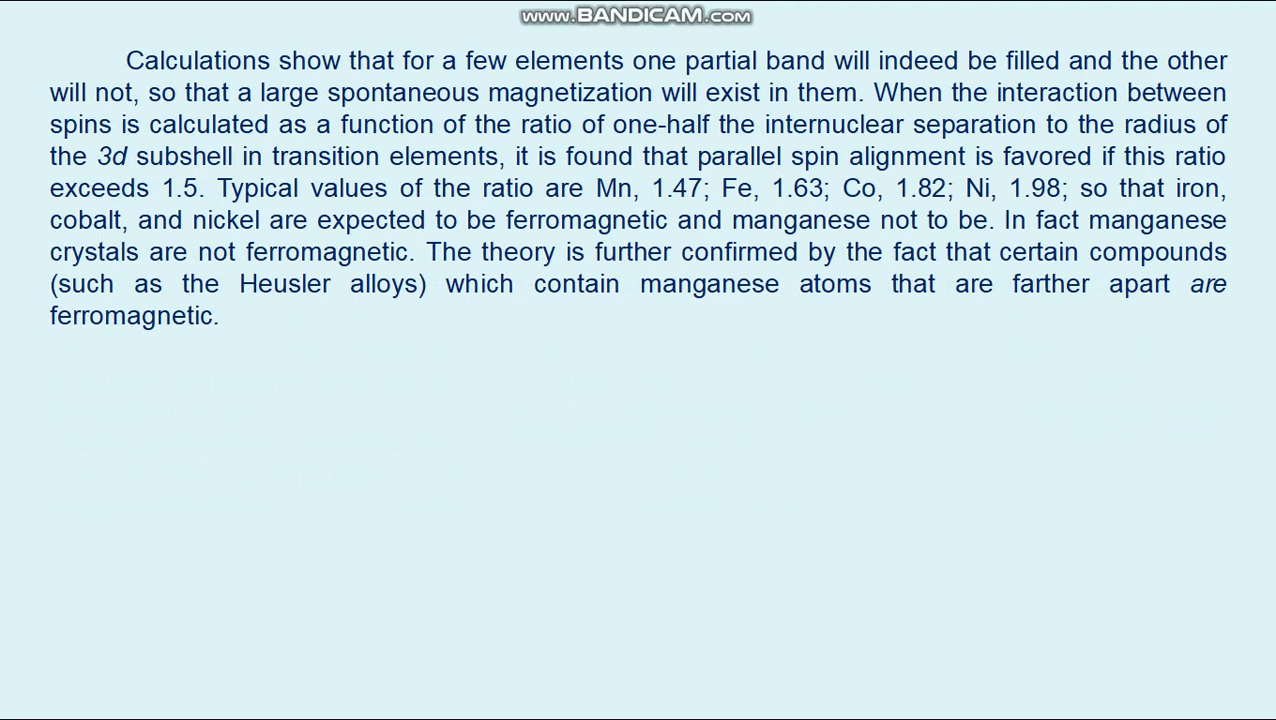 www.BANDICAM.com
Calculations show that for a few elements one partial band will indeed be filled and the other
will not, so that a large spontaneous magnetization will exist in them. When the interaction between
spins is calculated as a function of the ratio of one-half the internuclear separation to the radius of
the 3d subshell in transition elements, it is found that parallel spin alignment is favored if this ratio
exceeds 1.5. Typical values of the ratio are Mn, 1.47; Fe, 1.63; Co, 1.82; Ni, 1.98; so that iron,
cobalt, and nickel are expected to be ferromagnetic and manganese not to be. In fact manganese
crystals are not ferromagnetic. The theory is further confirmed by the fact that certain compounds
(such as the Heusler alloys) which contain manganese atoms that are farther apart are
ferromagnetic.